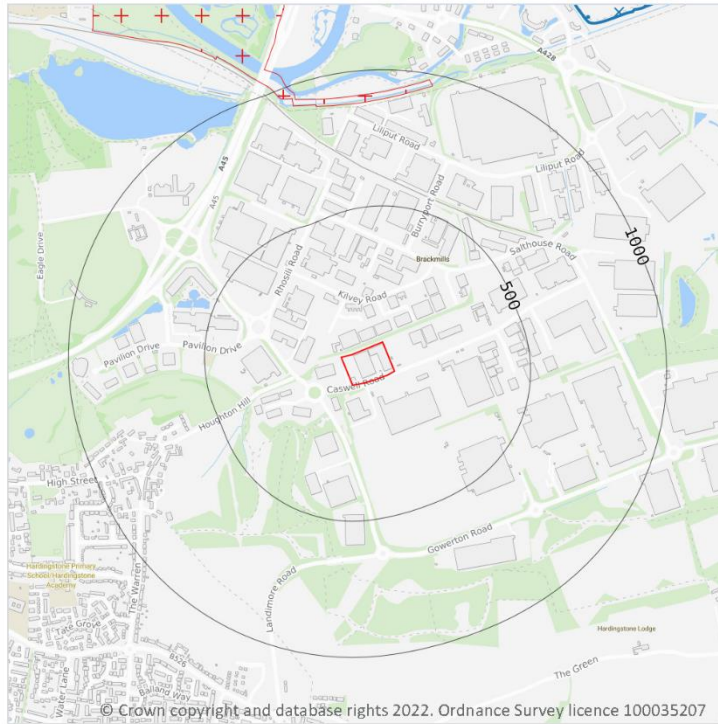 A428
Liliput Road
Liliput Road
A45
A45
Burryport Road
1000
Salthouse Road
Eagle Drive
Rhosili Road
Brackmills
500
Kilvey Road
Pavilion Drive
Pavilion Drive
Caswell Road
Houghton Hill
High Street
Gowerton Road
Hardingstone Primary
School/Hardingstone
Academy
The Warren
Landimore Road
Tate Grove
Hardingstone Lodge
B526
The Green
Water Lane
Balland Way
© Crown copyright and database rights 2022. Ordnance Survey licence 100035207